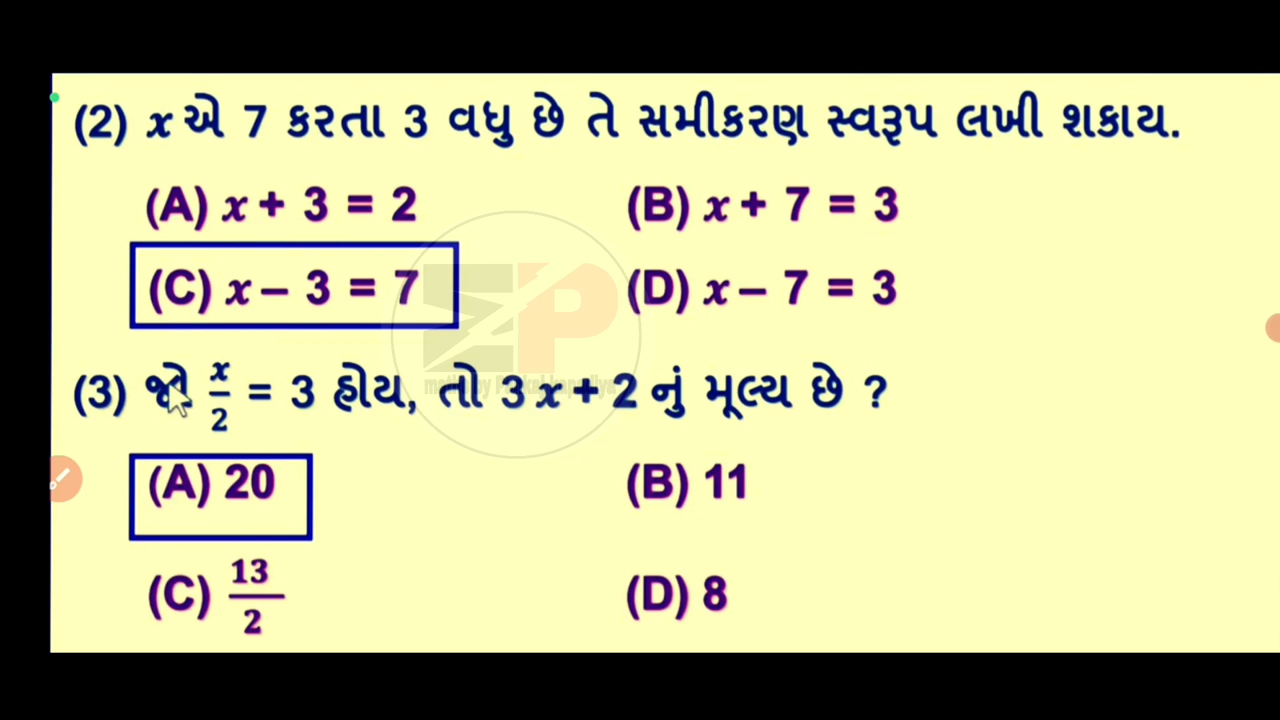 (2) x એ 7 કરતા 3 વધુ છે તે સમીકરણ સ્વરૂપ લખી શકાય.
(A) x + 3 = 2 (B) x + 7 = 3
(C) x – 3 = 7 (D) x – 7 = 3
(3) જો x/2 = 3 હોય, તો 3x + 2 નું મૂલ્ય છે ?
(A) 20 (B) 11
(C) 13/2 (D) 8